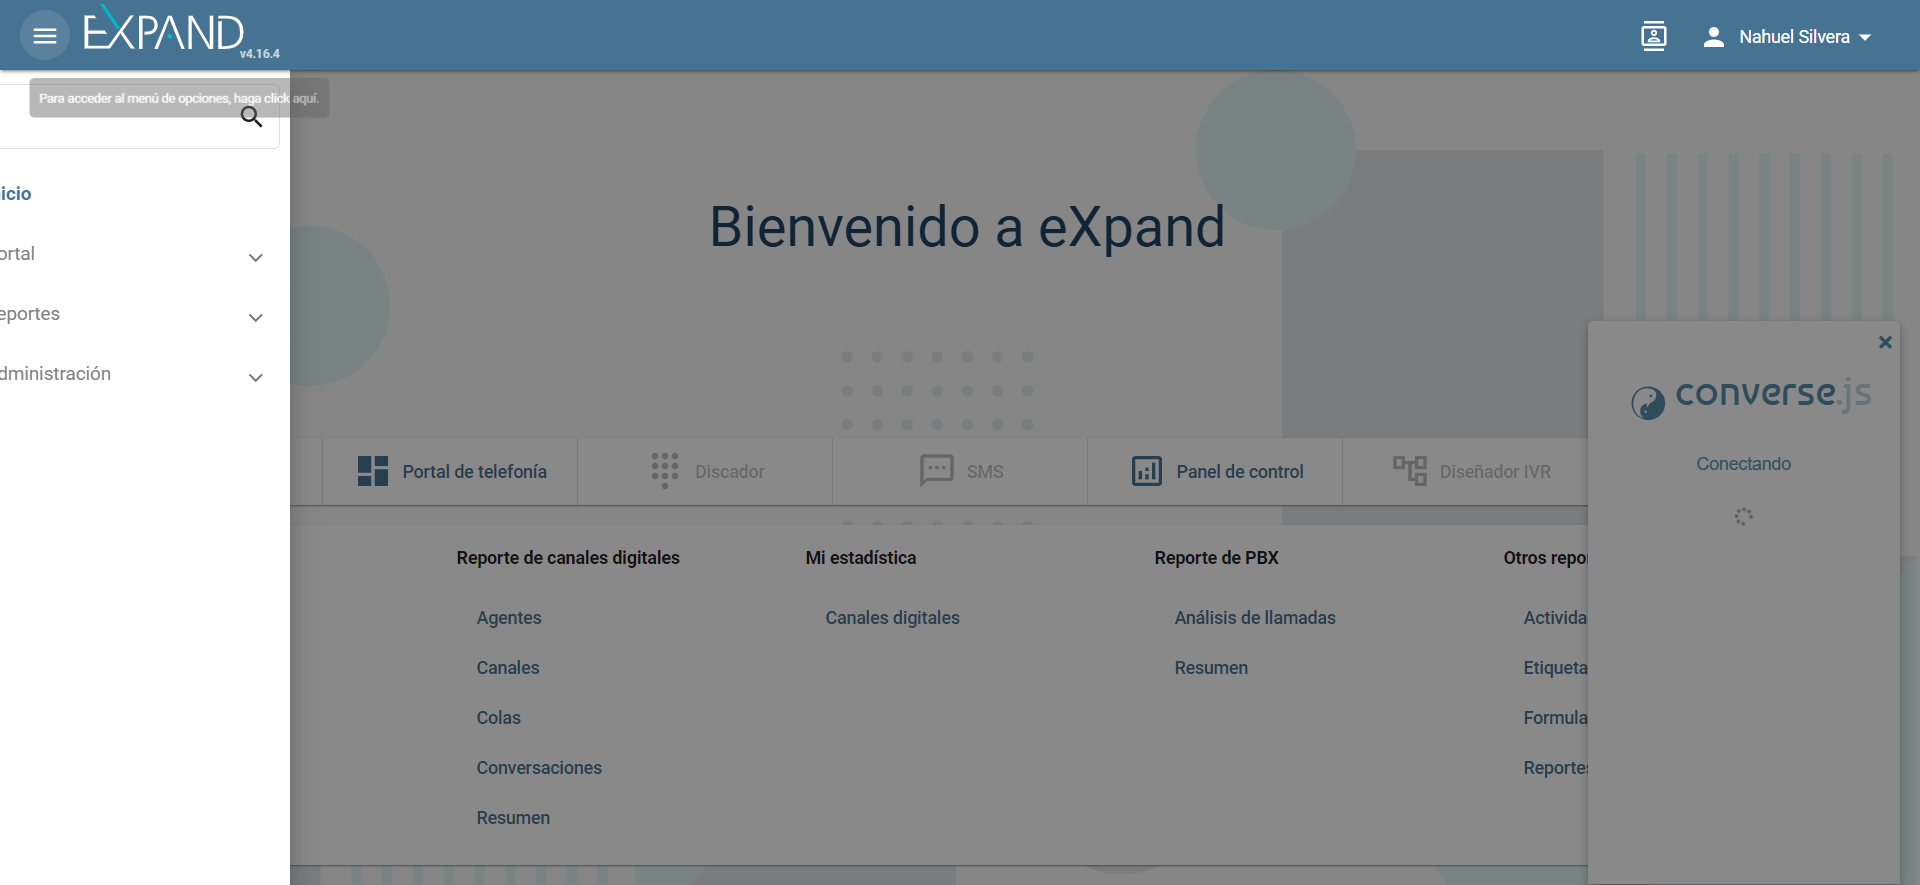 EXPAND
v4.16.4
Nahuel Silvera
Para acceder al menú de opciones, haga click aquí.
icio
ortal
eportes
dministración
Bienvenido a eXpand
converse.js
Conectando
Portal de telefonía
Discador
SMS
Panel de control
Diseñador IVR
Reporte de canales digitales
Agentes
Canales
Colas
Conversaciones
Resumen
Mi estadística
Canales digitales
Reporte de PBX
Análisis de llamadas
Resumen
Otros repo
Activida
Etiqueta
Formula
Reportes